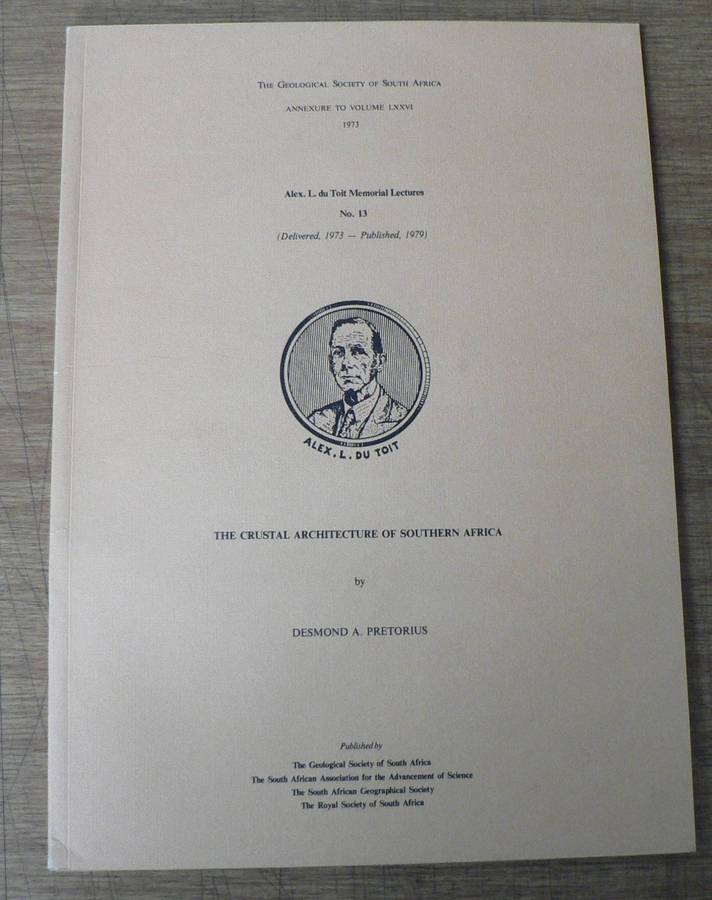 THE GEOLOGICAL SOCIETY OF SOUTH AFRICA
ANNEXURE TO VOLUME LXXVI
1973
Alex. L. du Toit Memorial Lectures
No. 13
(Delivered, 1973 — Published, 1979)
ALEX. L. DU TOIT
THE CRUSTAL ARCHITECTURE OF SOUTHERN AFRICA
by
DESMOND A. PRETORIUS
Published by
The Geological Society of South Africa
The South African Association for the Advancement of Science
The South African Geographical Society
The Royal Society of South Africa